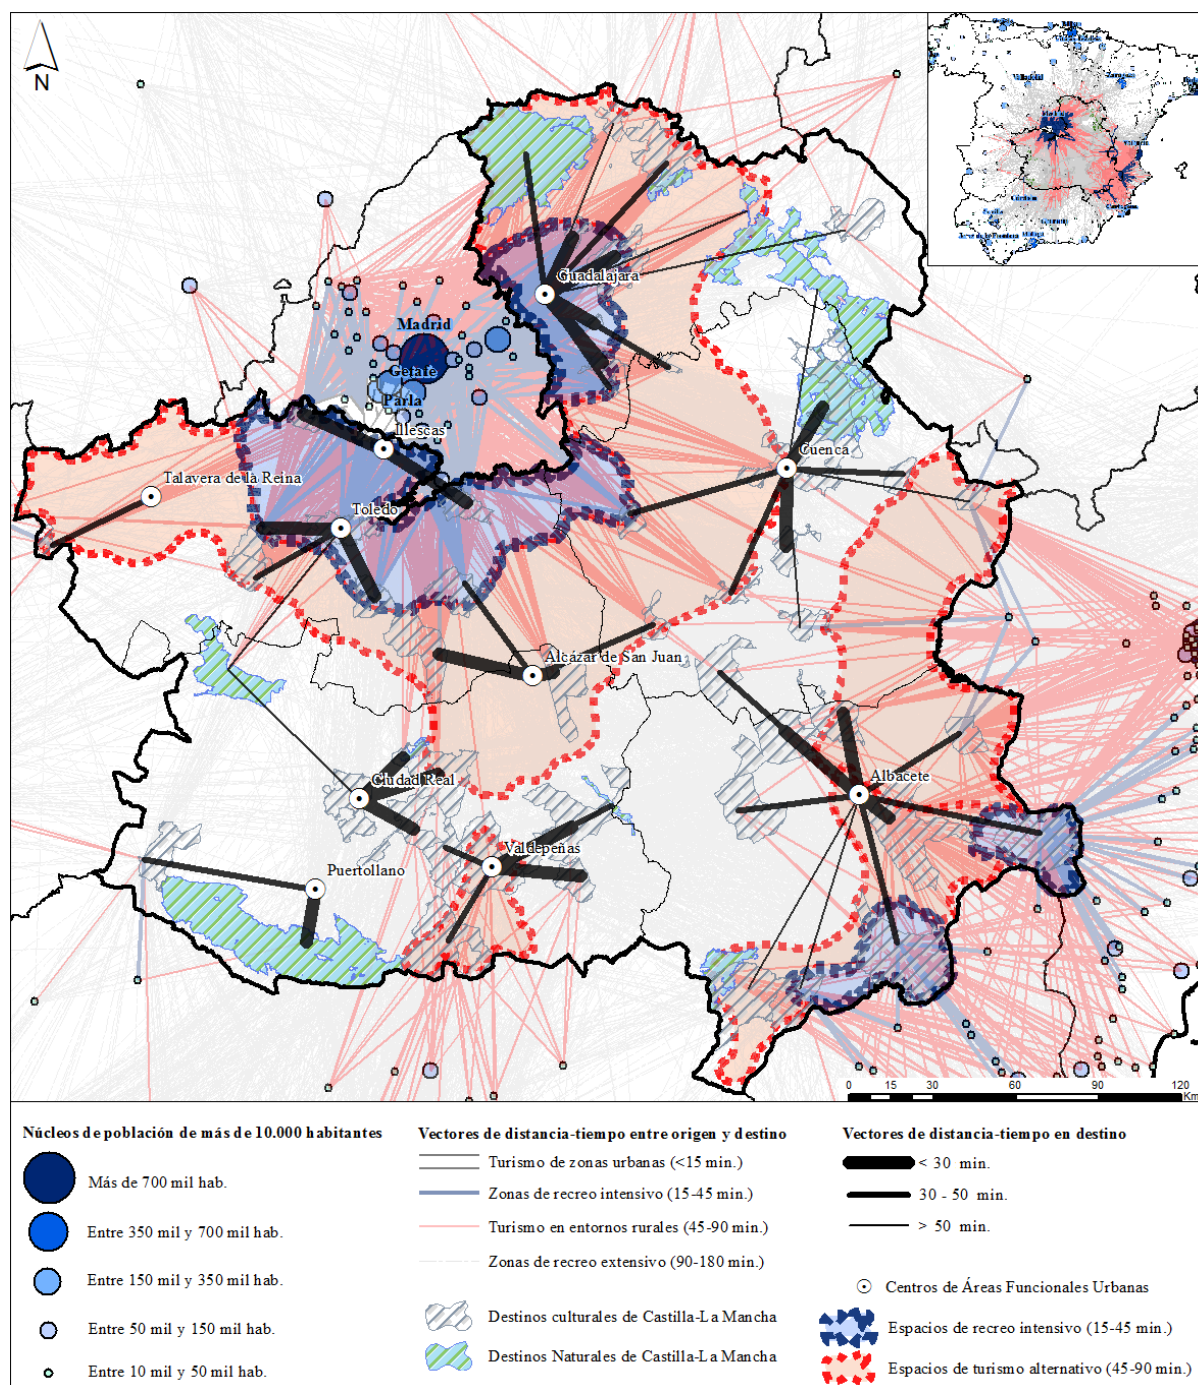 N
Guadalajara
Madrid
Getafe
Parla
Illescas
Cuenca
Talavera de la Reina
Toledo
Alcázar de San Juan
Ciudad Real
Albacete
Valdepeñas
Puertollano
0 15 30 60 90 120
Km
Núcleos de población de más de 10.000 habitantes
Más de 700 mil hab.
Entre 350 mil y 700 mil hab.
Entre 150 mil y 350 mil hab.
Entre 50 mil y 150 mil hab.
Entre 10 mil y 50 mil hab.
Vectores de distancia-tiempo entre origen y destino
Turismo de zonas urbanas (<15 min.)
Zonas de recreo intensivo (15-45 min.)
Turismo en entornos rurales (45-90 min.)
Zonas de recreo extensivo (90-180 min.)
Destinos culturales de Castilla-La Mancha
Destinos Naturales de Castilla-La Mancha
Vectores de distancia-tiempo en destino
< 30 min.
30 - 50 min.
> 50 min.
Centros de Áreas Funcionales Urbanas
Espacios de recreo intensivo (15-45 min.)
Espacios de turismo alternativo (45-90 min.)